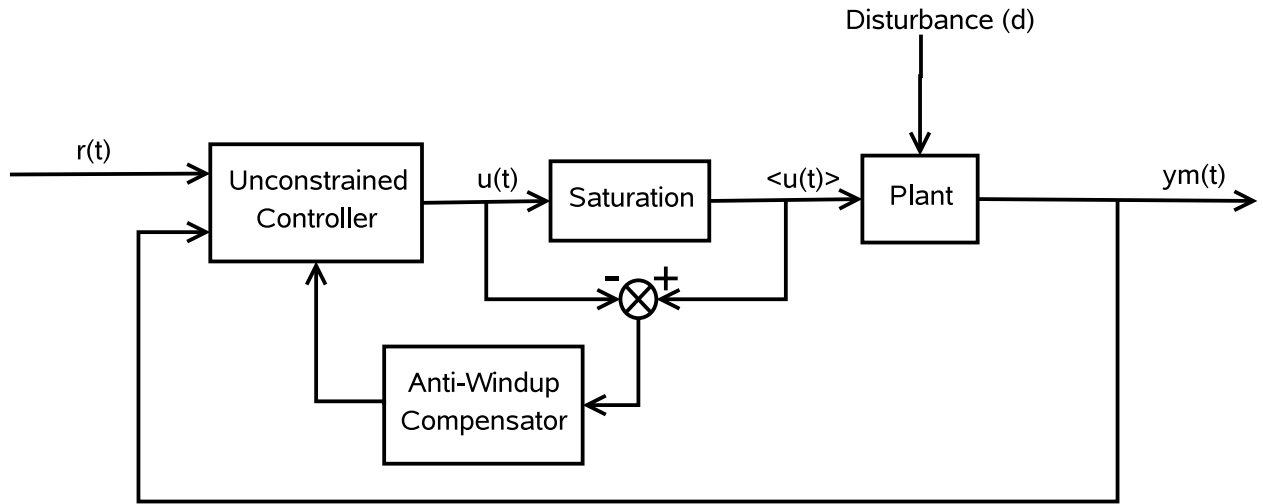 Disturbance (d)
r(t)
Unconstrained
Controller
u(t)
Saturation
<u(t)>
Plant
ym(t)
-
+
Anti-Windup
Compensator